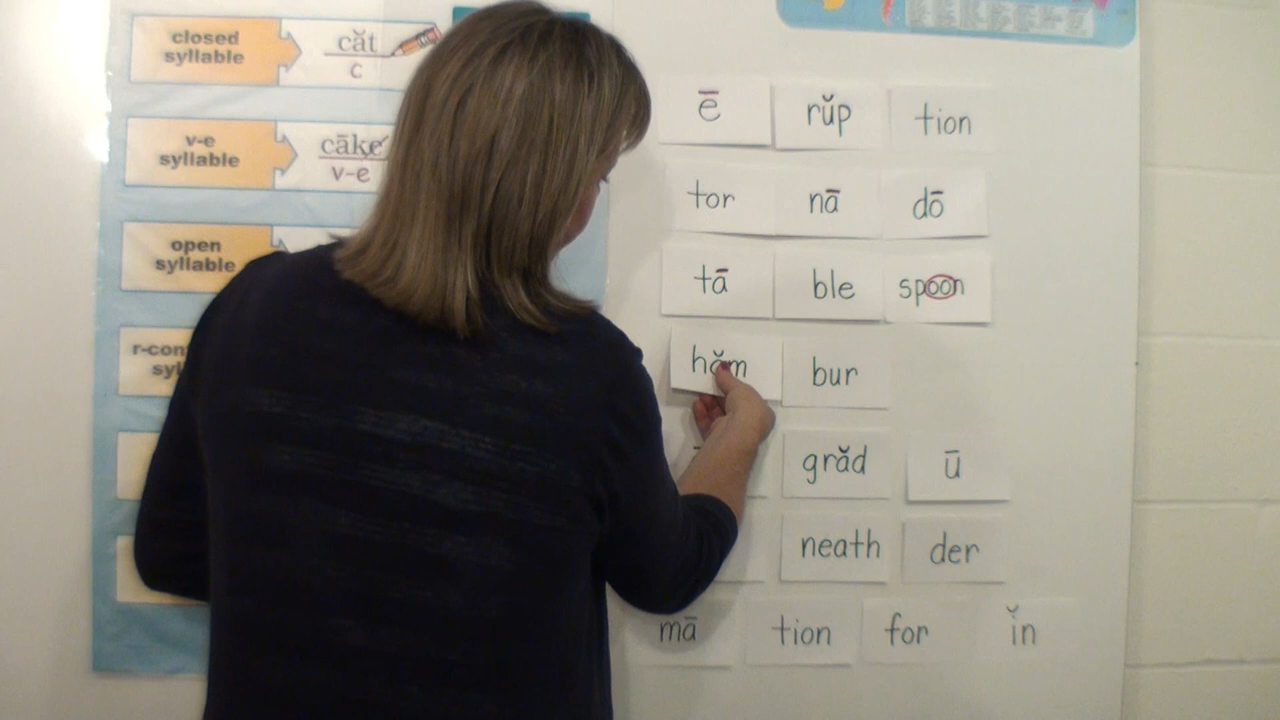 closed
syllable
căt
c
v-e
syllable
cāke
v-e
open
syllable
ē rŭp tion
tor nā dō
tā ble spoon
hăm bur
grăd ū
neath der
mā tion for ĭn